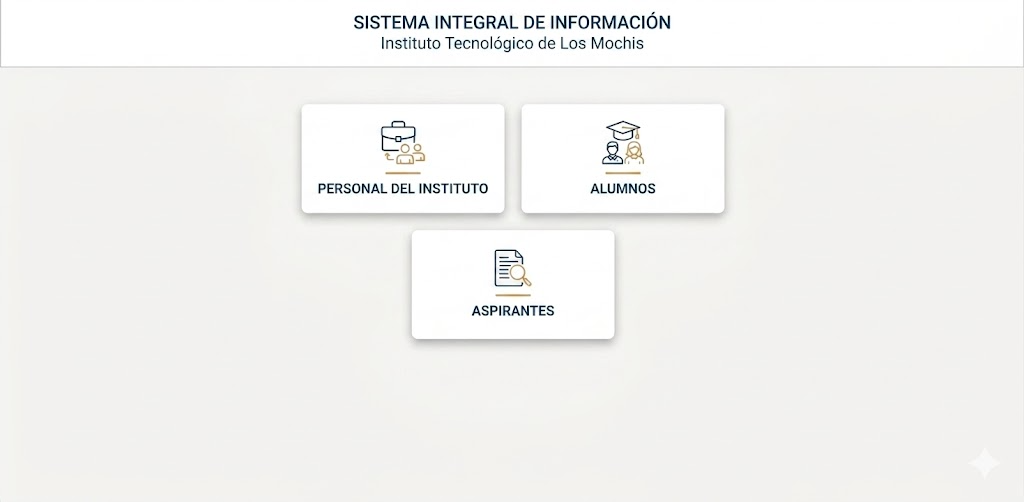 SISTEMA INTEGRAL DE INFORMACIÓN
Instituto Tecnológico de Los Mochis
PERSONAL DEL INSTITUTO
ALUMNOS
ASPIRANTES